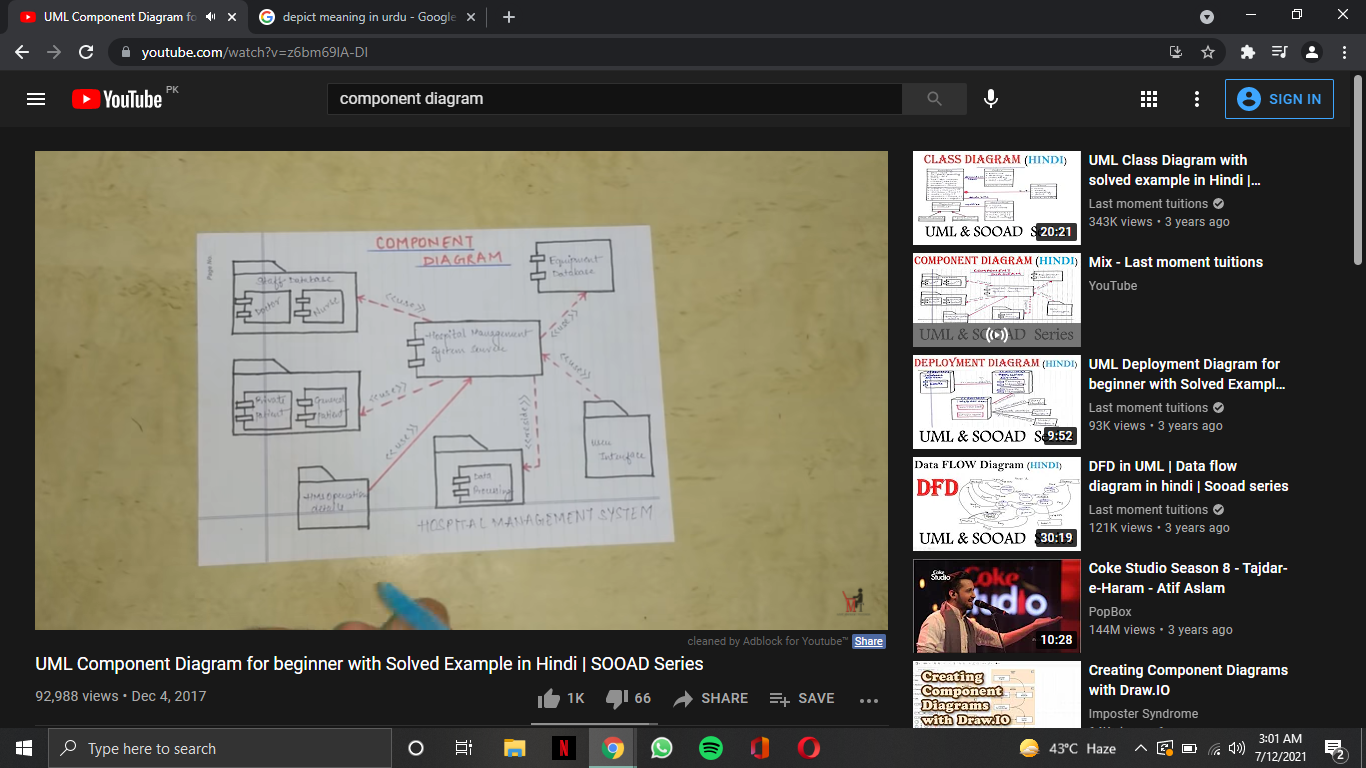 UML Component Diagram fo
depict meaning in urdu - Google
youtube.com/watch?v=z6bm69IA-DI
YouTube PK
component diagram
SIGN IN
COMPONENT
DIAGRAM
Page No.
Staff-Database
Doctor
Nurse
<<use>>
Equipment
Database
Hospital Management
System Service
<<use>>
<<use>>
Private
Patient
General
Patient
<<use>>
<<use>>
<<reside>>
User
Interface
HMS Operation
details
Data
HOSPITAL MANAGEMENT SYSTEM
cleaned by Adblock for Youtube™ Share
UML Component Diagram for beginner with Solved Example in Hindi | SOOAD Series
92,988 views • Dec 4, 2017
1K
66
SHARE
SAVE
CLASS DIAGRAM (HINDI)
UML & SOOAD S
20:21
UML Class Diagram with
solved example in Hindi |...
Last moment tuitions
343K views • 3 years ago
COMPONENT DIAGRAM (HINDI)
UML & SOOAD Series
Mix - Last moment tuitions
YouTube
DEPLOYMENT DIAGRAM (HINDI)
UML & SOOAD S
9:52
UML Deployment Diagram for
beginner with Solved Exampl...
Last moment tuitions
93K views • 3 years ago
Data FLOW Diagram (HINDI)
DFD
UML & SOOAD S
30:19
DFD in UML | Data flow
diagram in hindi | Sooad series
Last moment tuitions
121K views • 3 years ago
Coke
Studio
Coke
10:28
Coke Studio Season 8 - Tajdar-
e-Haram - Atif Aslam
PopBox
144M views • 3 years ago
Creating
Component
Diagrams
with Draw.IO
Creating Component Diagrams
with Draw.IO
Imposter Syndrome
Type here to search
43°C Haze
3:01 AM
7/12/2021
2